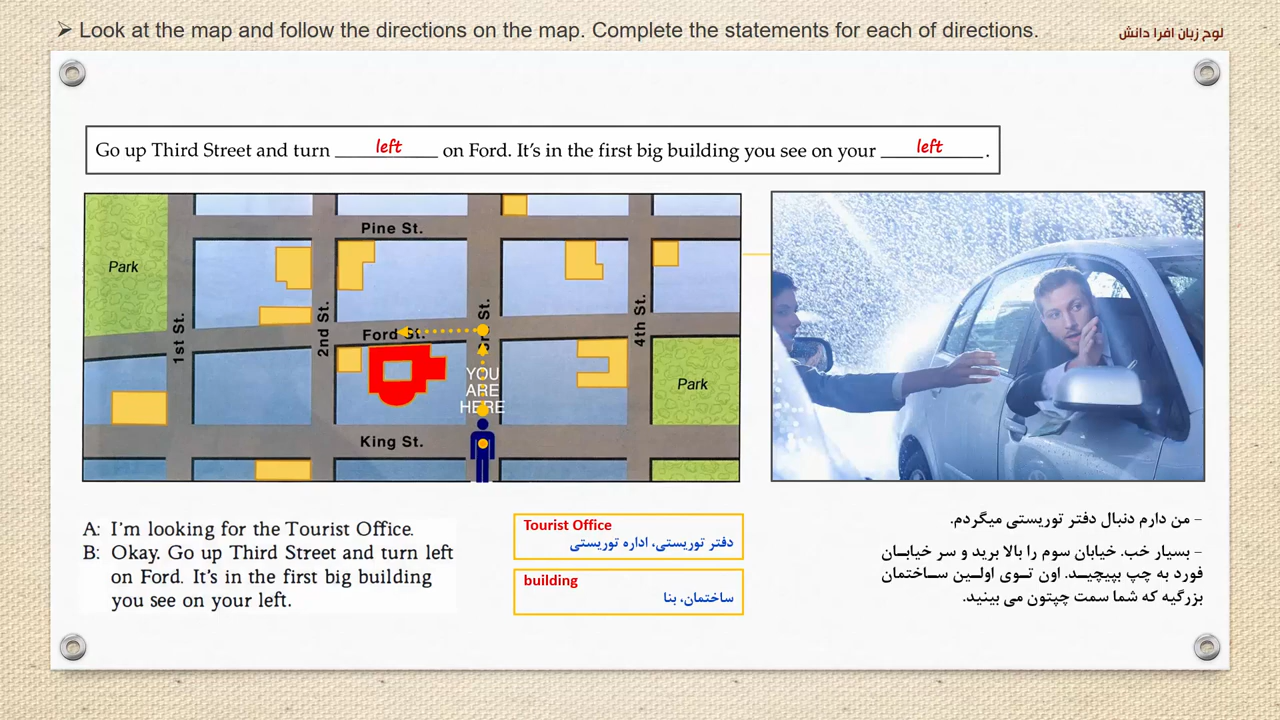 ➢ Look at the map and follow the directions on the map. Complete the statements for each of directions.
لوح زبان افرا دانش
Go up Third Street and turn left on Ford. It's in the first big building you see on your left.
Pine St.
Park
1st St.
2nd St.
Ford St.
St.
4th St.
YOU
ARE
HERE
Park
King St.
A: I'm looking for the Tourist Office.
B: Okay. Go up Third Street and turn left
on Ford. It's in the first big building
you see on your left.
Tourist Office
دفتر توریستی، اداره توریستی
building
ساختمان، بنا
- من دارم دنبال دفتر توریستی میگردم.
- بسیار خب. خیابان سوم را بالا برید و سر خیابـان
فورد به چپ بپیچیـد. اون تـوی اولـین سـاختمان
بزرگیه که شما سمت چپتون می بینید.